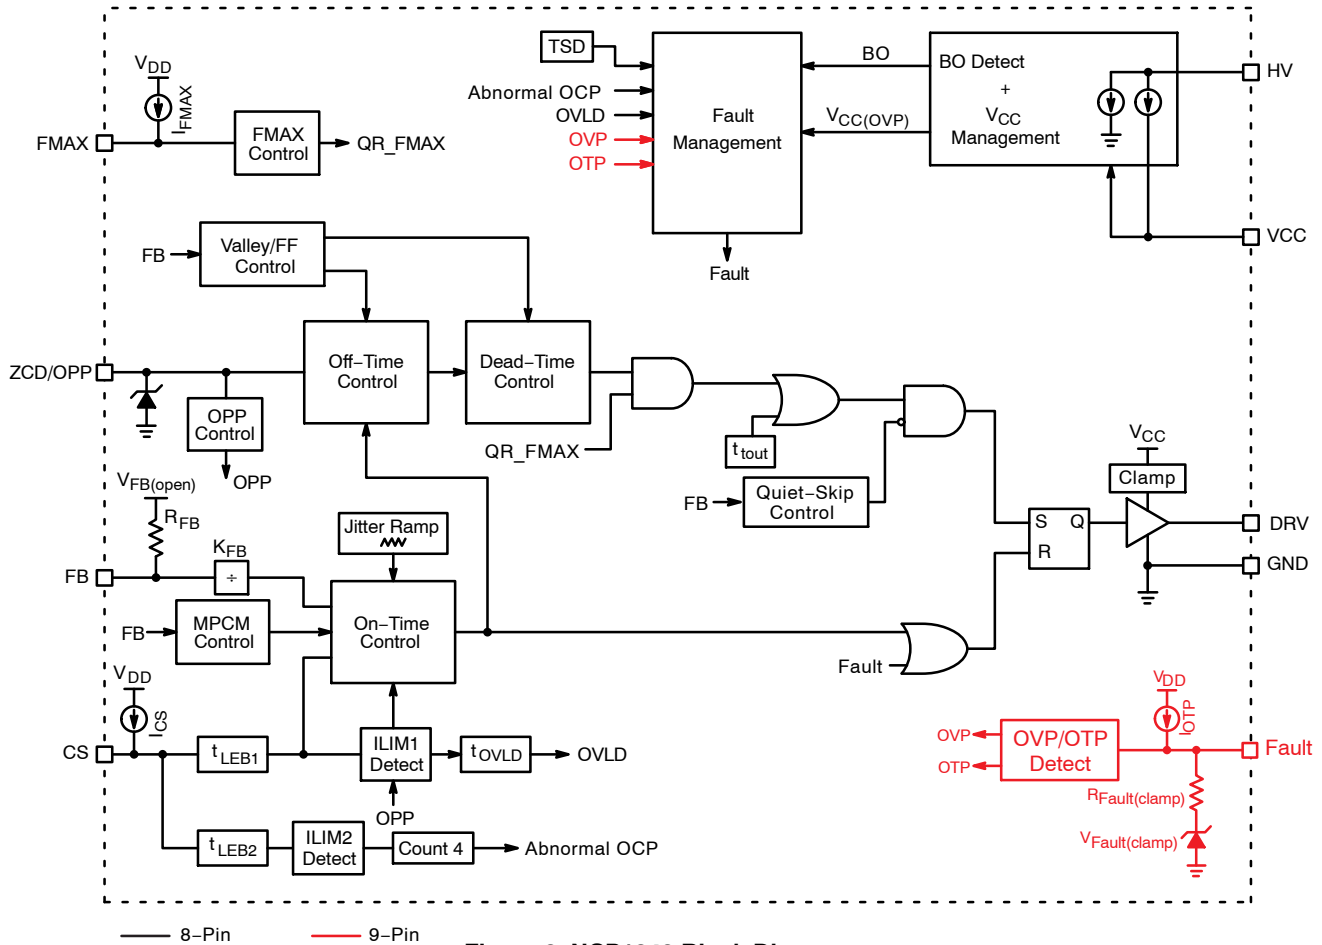 VDD
IFMAX
FMAX
FMAX
Control
QR_FMAX
TSD
Abnormal OCP
OVLD
OVP
OTP
Fault
Management
BO
VCC(OVP)
BO Detect
+
VCC
Management
HV
VCC
Fault
FB
Valley/FF
Control
ZCD/OPP
Off−Time
Control
Dead−Time
Control
OPP
Control
OPP
QR_FMAX
ttout
FB
Quiet−Skip
Control
VCC
Clamp
S
Q
R
DRV
GND
VFB(open)
RFB
KFB
FB
÷
Jitter Ramp
FB
MPCM
Control
On−Time
Control
Fault
VDD
ICS
CS
tLEB1
ILIM1
Detect
tOVLD
OVLD
OPP
tLEB2
ILIM2
Detect
Count 4
Abnormal OCP
VDD
IOTP
OVP
OTP
OVP/OTP
Detect
Fault
RFault(clamp)
VFault(clamp)
8−Pin
9−Pin